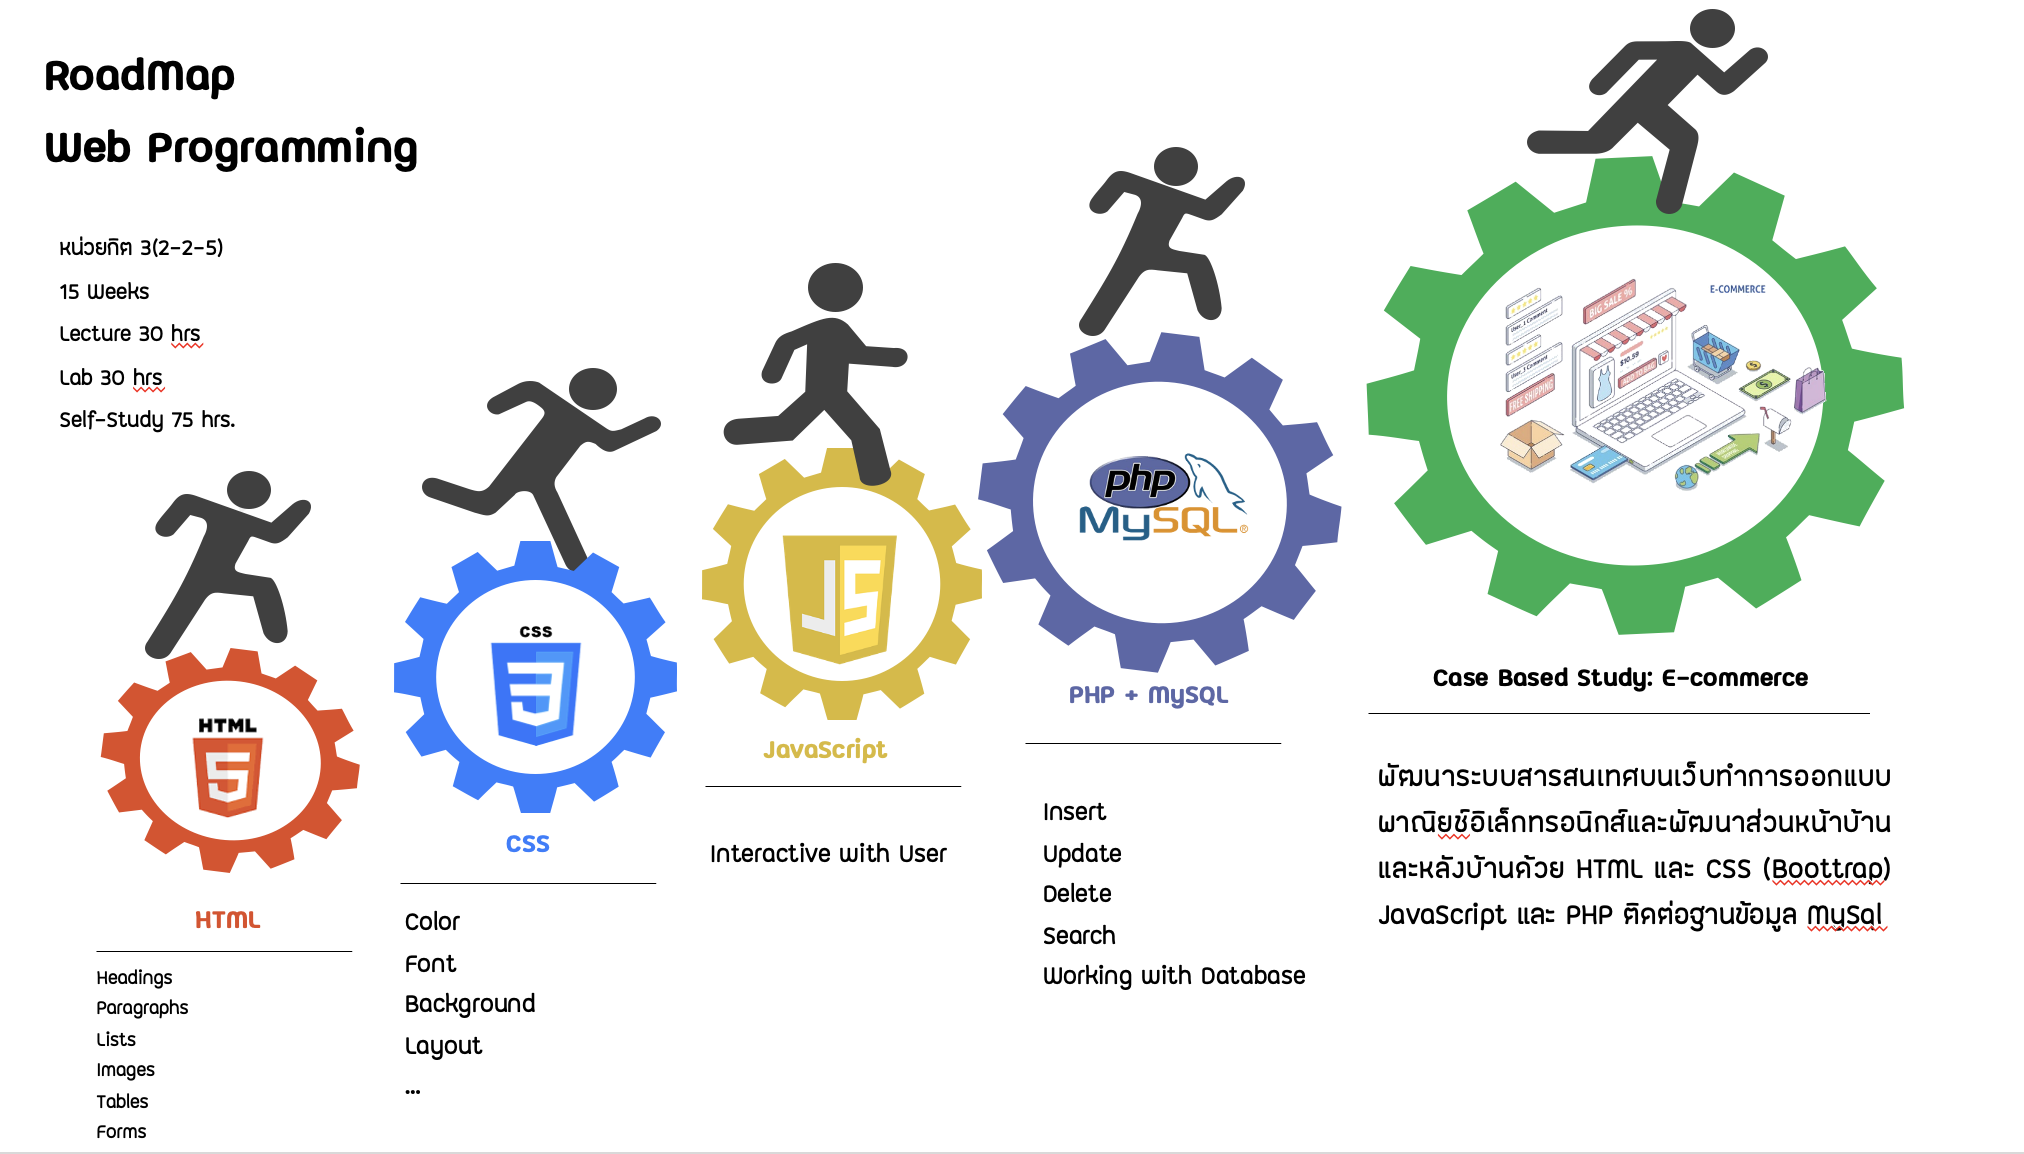 RoadMap
Web Programming
หน่วยกิต 3(2-2-5)
15 Weeks
Lecture 30 hrs
Lab 30 hrs
Self-Study 75 hrs.
HTML
HTML
Headings
Paragraphs
Lists
Images
Tables
Forms
CSS
CSS
Color
Font
Background
Layout
...
JS
JavaScript
Interactive with User
php
MySQL®
PHP + MySQL
Insert
Update
Delete
Search
Working with Database
E-COMMERCE
BIG SALE %
User_1 Comment
FREE SHIPPING
$10.59
ADD TO BAG
Case Based Study: E-commerce
พัฒนาระบบสารสนเทศบนเว็บทำการออกแบบ
พาณิยช์อิเล็กทรอนิกส์และพัฒนาส่วนหน้าบ้าน
และหลังบ้านด้วย HTML และ CSS (Boottrap)
JavaScript และ PHP ติดต่อฐานข้อมูล MySql